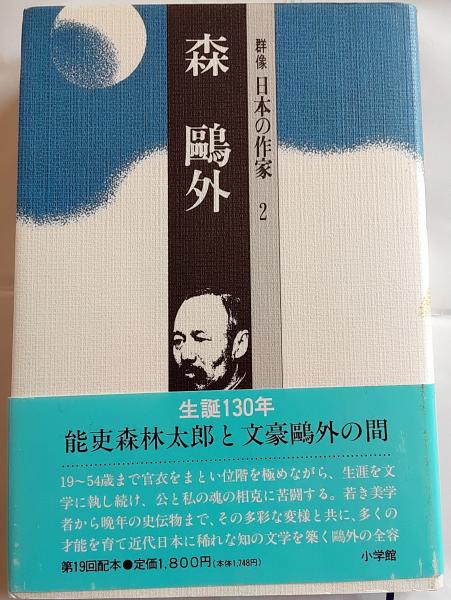 群像 日本の作家 2
森 鷗外
生誕130年
能吏森林太郎と文豪鷗外の間
19〜54歳まで官衣をまとい位階を極めながら、生涯を文
学に執し続け、公と私の魂の相克に苦闘する。若き美学
者から晩年の史伝物まで、その多彩な変様と共に、多くの
才能を育て近代日本に稀れな知の文学を築く鷗外の全容
第19回配本●定価1,800円(本体1,748円) 小学館